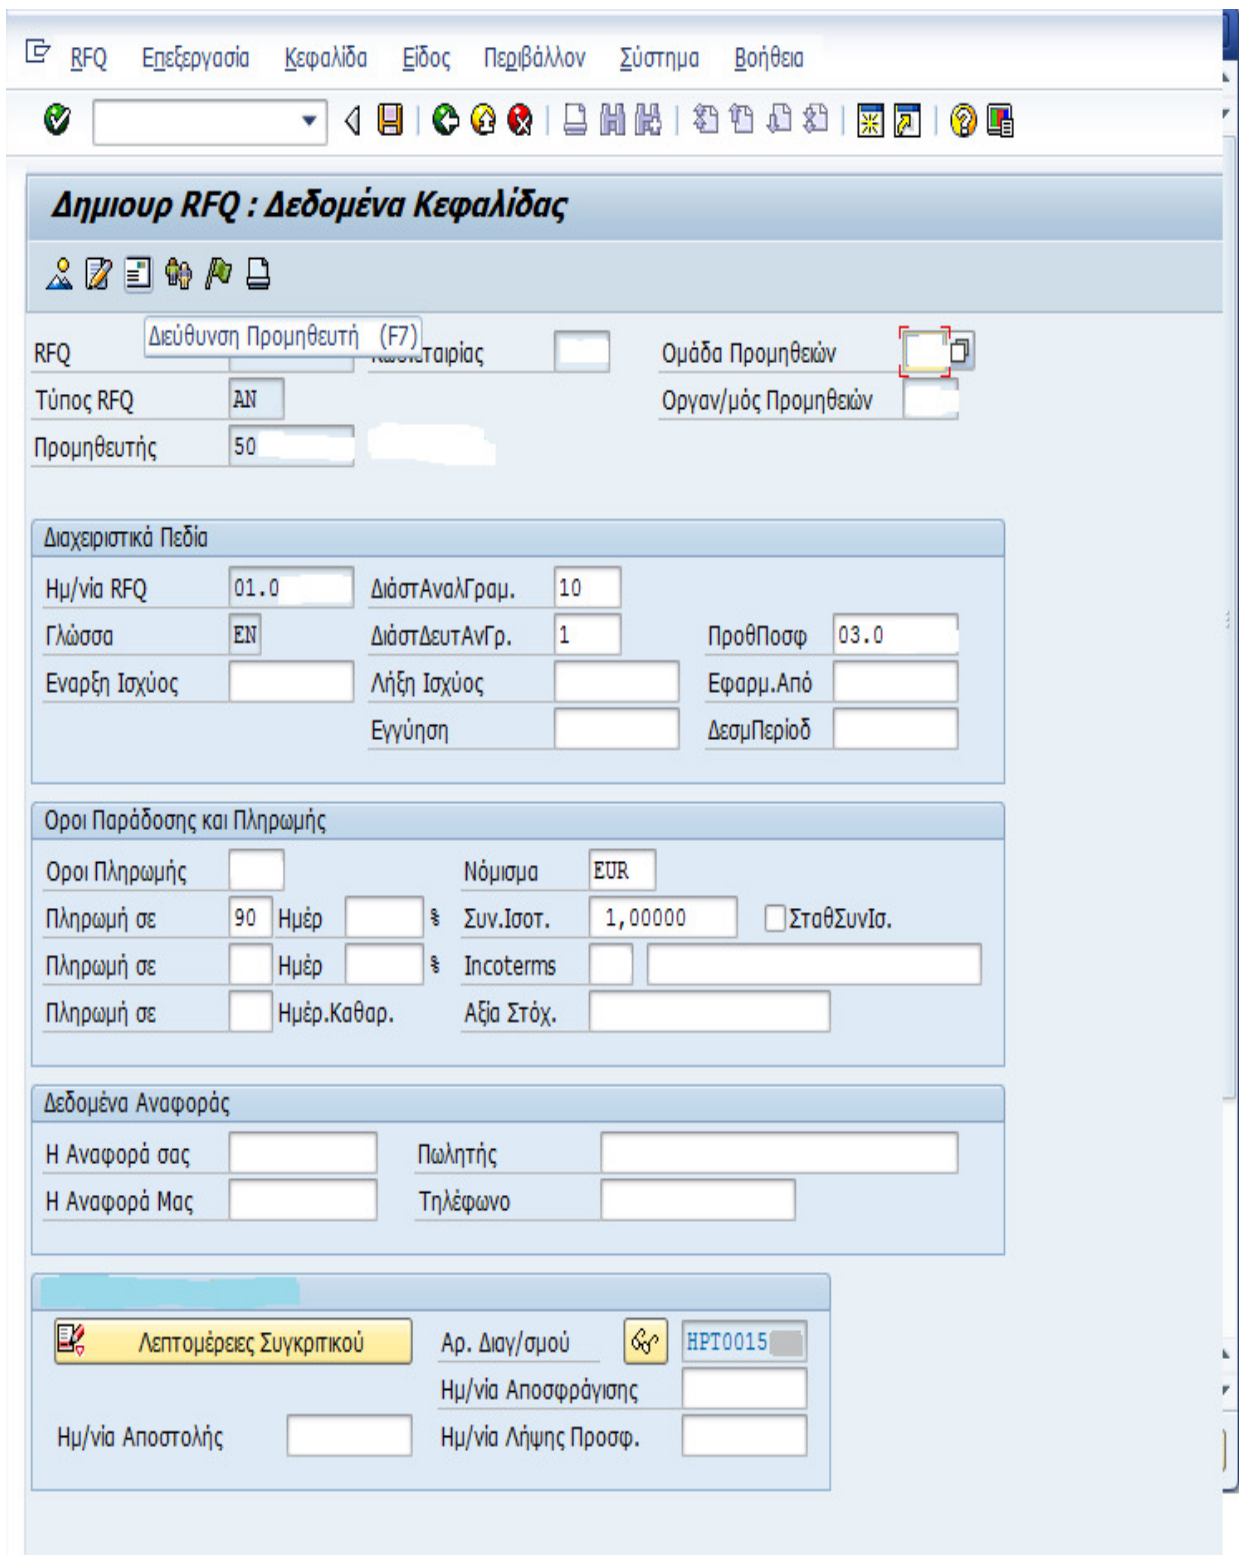 RFQ Επεξεργασία Κεφαλίδα Είδος Περιβάλλον Σύστημα Βοήθεια
Δημιουρ RFQ : Δεδομένα Κεφαλίδας
Διεύθυνση Προμηθευτή (F7)
RFQ Ομάδα Προμηθειών
Τύπος RFQ AN Οργαν/μός Προμηθειών
Προμηθευτής 50
Διαχειριστικά Πεδία
Ημ/νία RFQ 01.0 ΔιάστΑναλΓραμ. 10
Γλώσσα EN ΔιάστΔευτΑνΓρ. 1 ΠροθΠοσφ 03.0
Εναρξη Ισχύος Λήξη Ισχύος Εφαρμ.Από
Εγγύηση ΔεσμΠερίοδ
Οροι Παράδοσης και Πληρωμής
Οροι Πληρωμής Νόμισμα EUR
Πληρωμή σε 90 Ημέρ % Συν.Ισοτ. 1,00000 ΣταθΣυνΙσ.
Πληρωμή σε Ημέρ % Incoterms
Πληρωμή σε Ημέρ.Καθαρ. Αξία Στόχ.
Δεδομένα Αναφοράς
Η Αναφορά σας Πωλητής
Η Αναφορά Μας Τηλέφωνο
Λεπτομέρειες Συγκριτικού Αρ. Διαγ/σμού HPT0015
Ημ/νία Αποσφράγισης
Ημ/νία Αποστολής Ημ/νία Λήψης Προσφ.